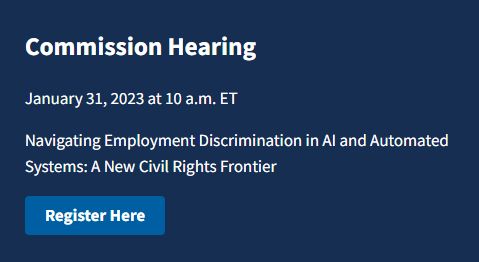 Commission Hearing
January 31, 2023 at 10 a.m. ET
Navigating Employment Discrimination in AI and Automated
Systems: A New Civil Rights Frontier
Register Here